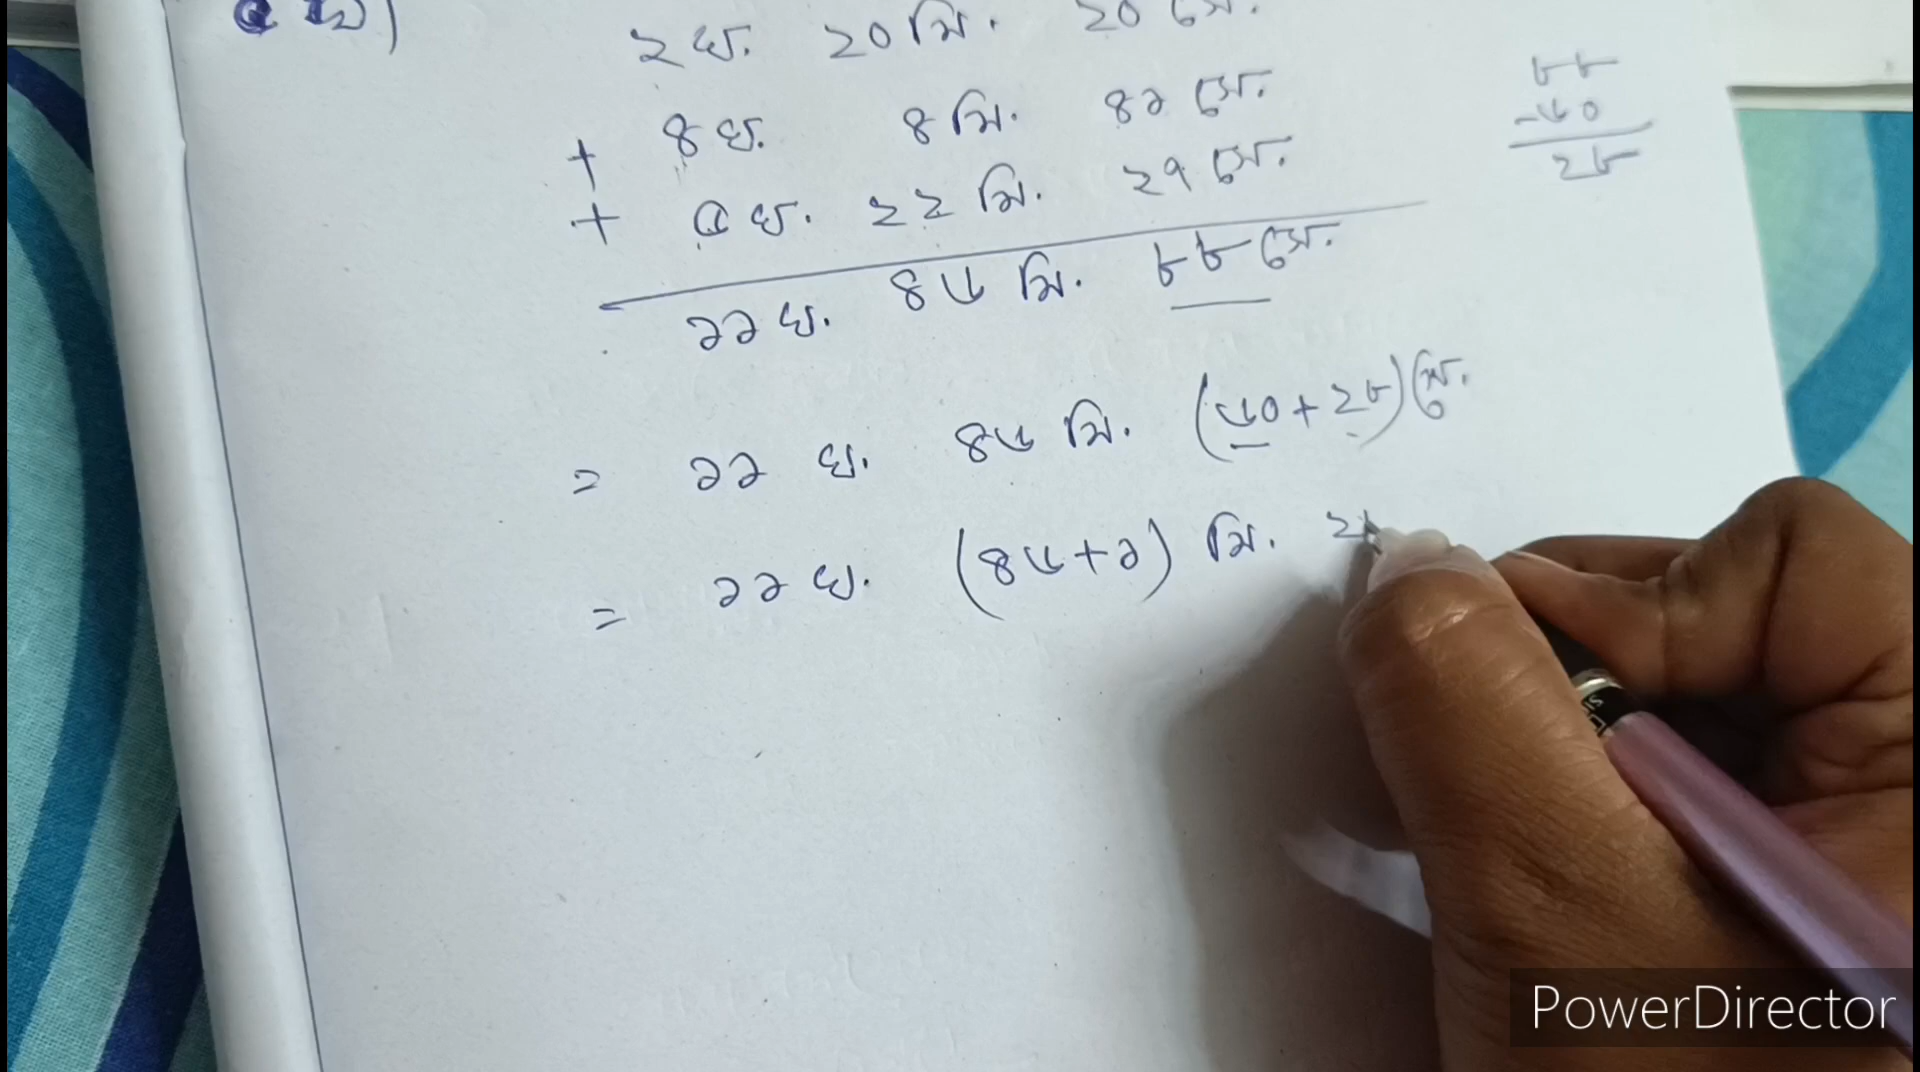 ২ ঘ. ২০ মি. ২০ সে.
+ ৪ ঘ. ৪ মি. ৪১ সে.
+ ৫ ঘ. ২২ মি. ২৭ সে.
১১ ঘ. ৪৬ মি. ৮৮ সে.
= ১১ ঘ. ৪৬ মি. (৬০+২৮) সে.
= ১১ ঘ. (৪৬+১) মি. ২
৮৮
-৬০
২৮
PowerDirector